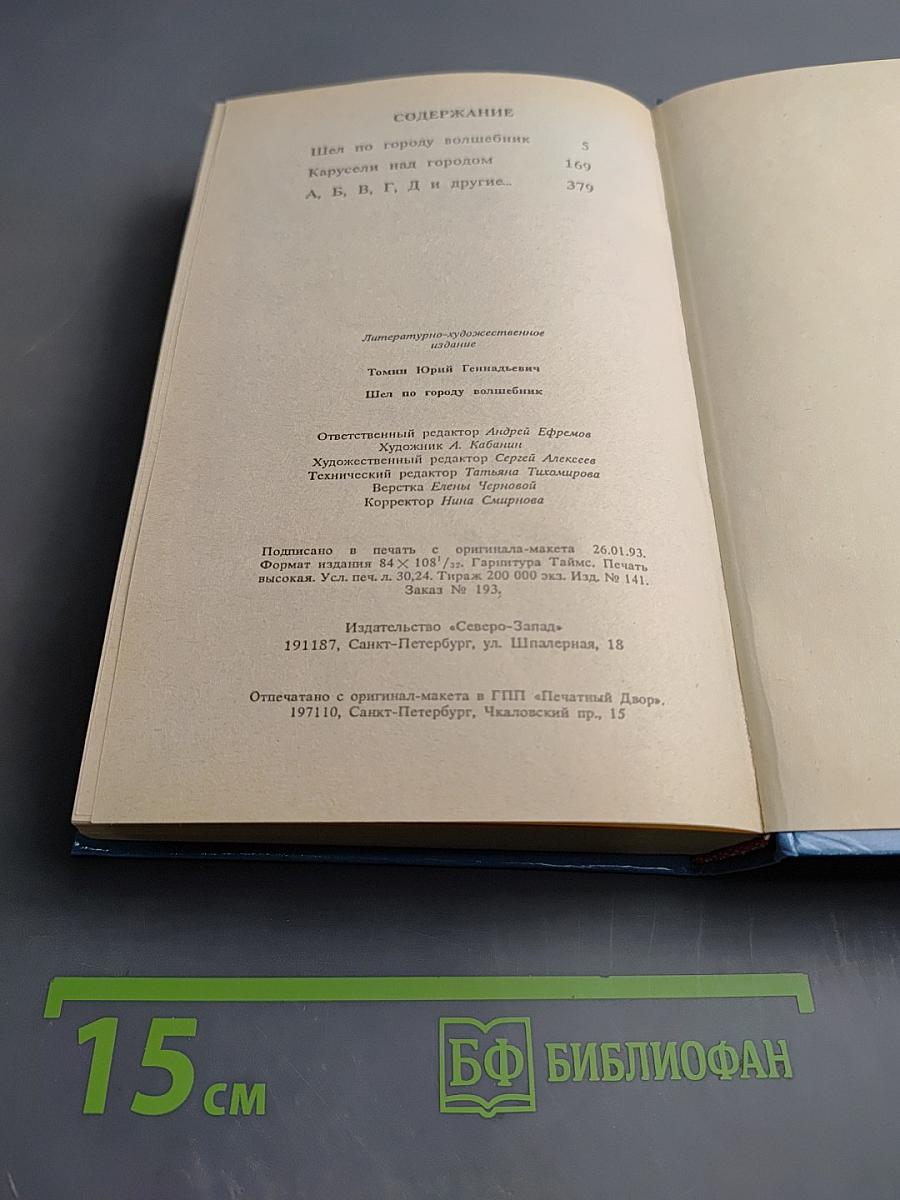 СОДЕРЖАНИЕ
Шел по городу волшебник 5
Карусели над городом 169
А, Б, В, Г, Д и другие... 379
Литературно-художественное
издание
Томин Юрий Геннадьевич
Шел по городу волшебник
Ответственный редактор Андрей Ефремов
Художник А. Кабанин
Художественный редактор Сергей Алексеев
Технический редактор Татьяна Тихомирова
Верстка Елены Черновой
Корректор Нина Смирнова
Подписано в печать с оригинала-макета 26.01.93.
Формат издания 84×108¹/₃₂. Гарнитура Таймс. Печать
высокая. Усл. печ. л. 30,24. Тираж 200 000 экз. Изд. № 141.
Заказ № 193.
Издательство «Северо-Запад»
191187, Санкт-Петербург, ул. Шпалерная, 18
Отпечатано с оригинал-макета в ГПП «Печатный Двор».
197110, Санкт-Петербург, Чкаловский пр., 15
15 см
БФ БИБЛИОФАН